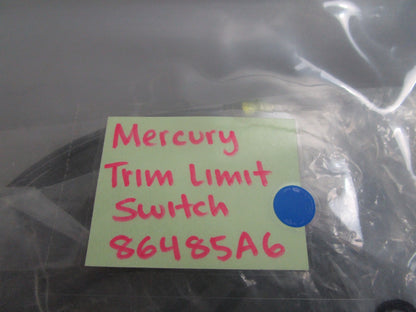 Mercury
Trim Limit
Switch
86485A6